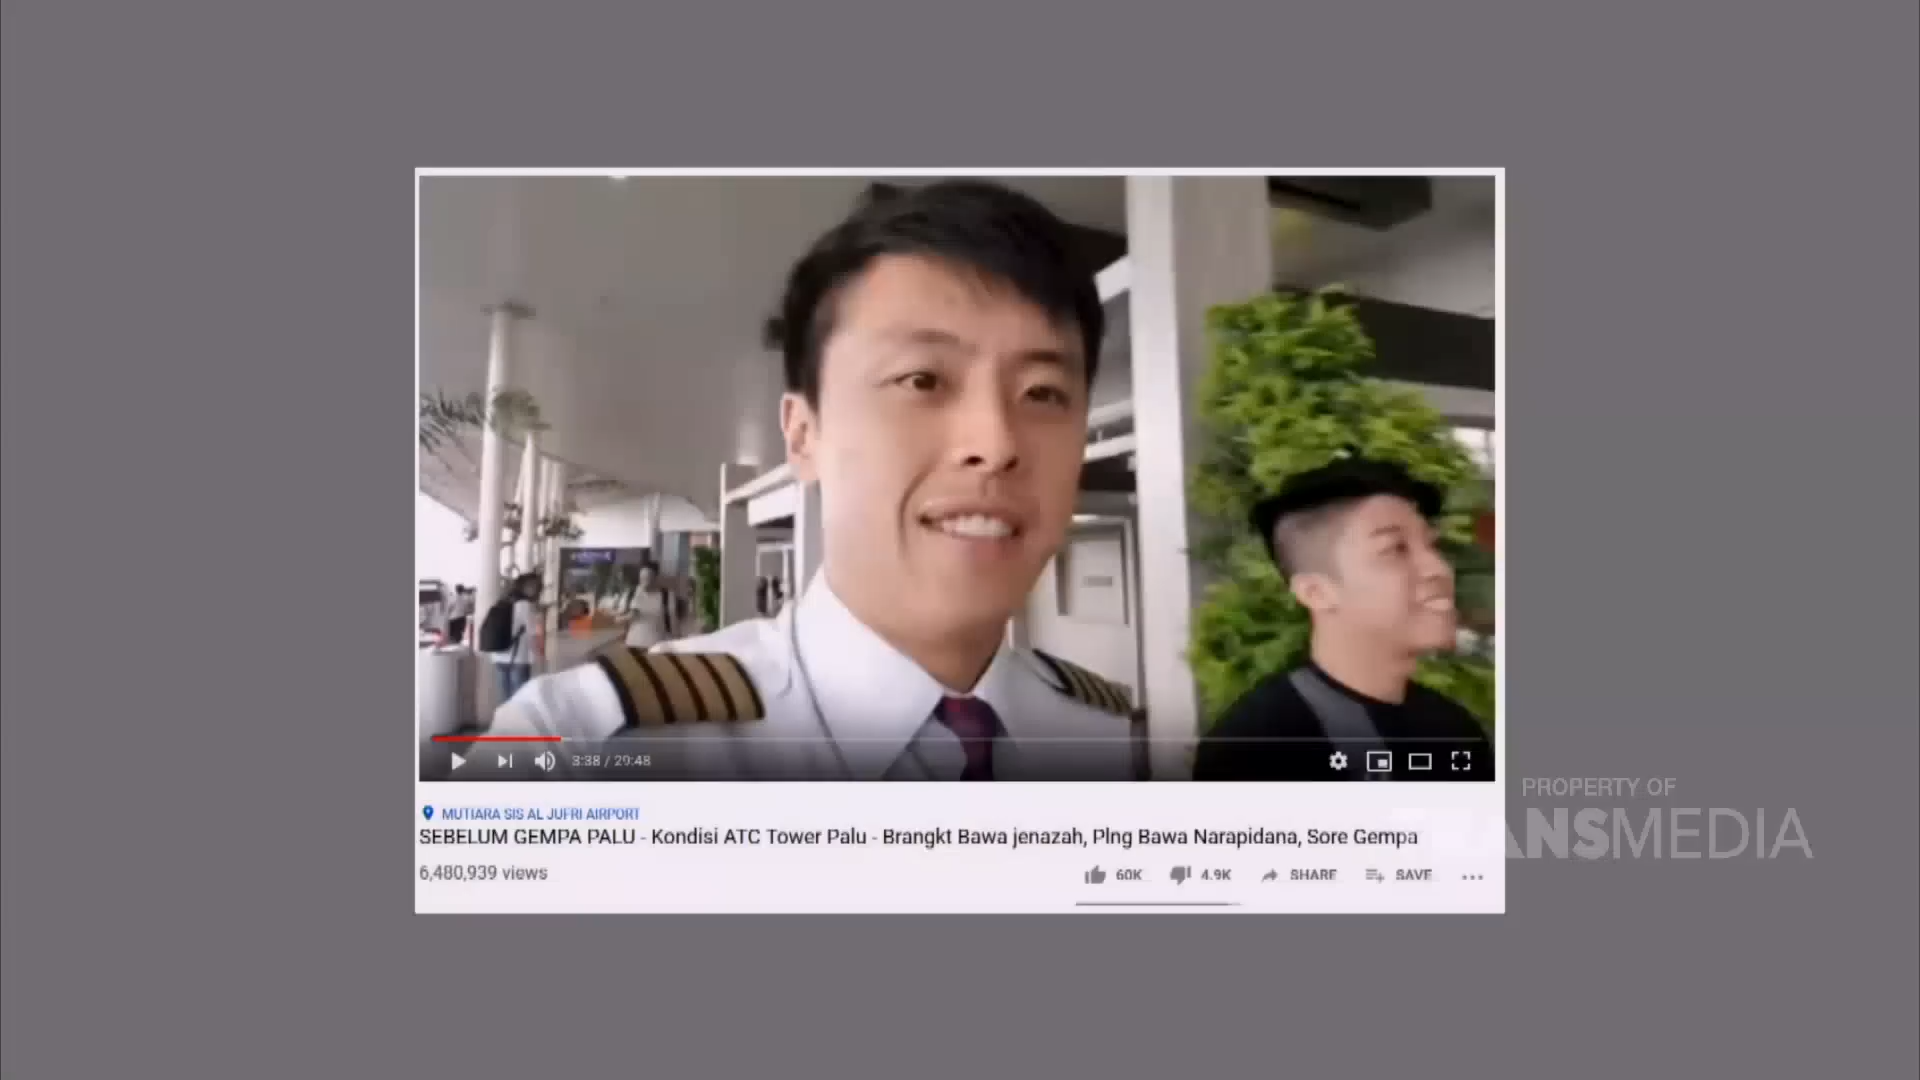 3:38 / 29:48
MUTIARA SIS AL JUFRI AIRPORT
SEBELUM GEMPA PALU - Kondisi ATC Tower Palu - Brangkt Bawa jenazah, Plng Bawa Narapidana, Sore Gempa
6,480,939 views
60K
4.9K
SHARE
SAVE
PROPERTY OF
TRANSMEDIA